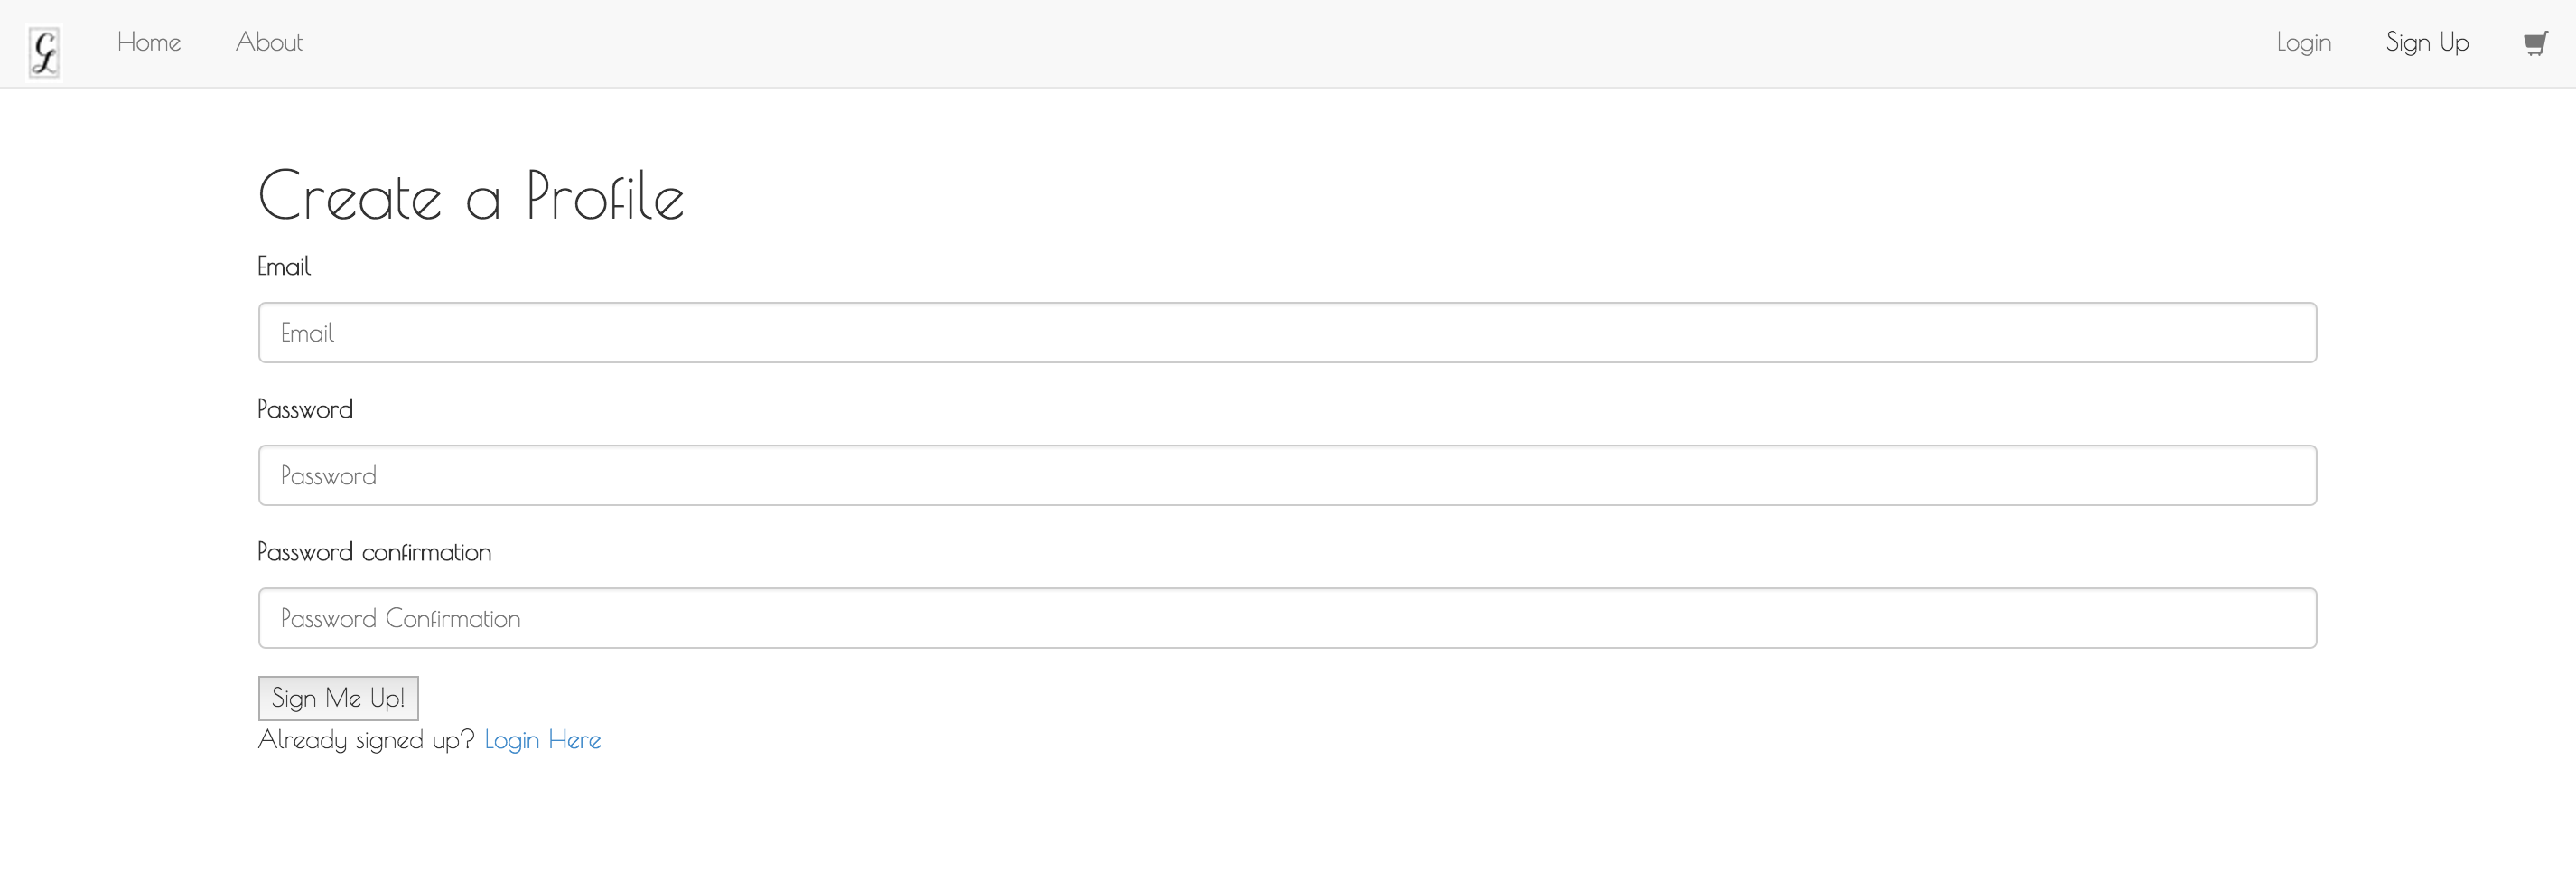 GL Home About Login Sign Up
Create a Profile
Email
Email
Password
Password
Password confirmation
Password Confirmation
Sign Me Up!
Already signed up? Login Here